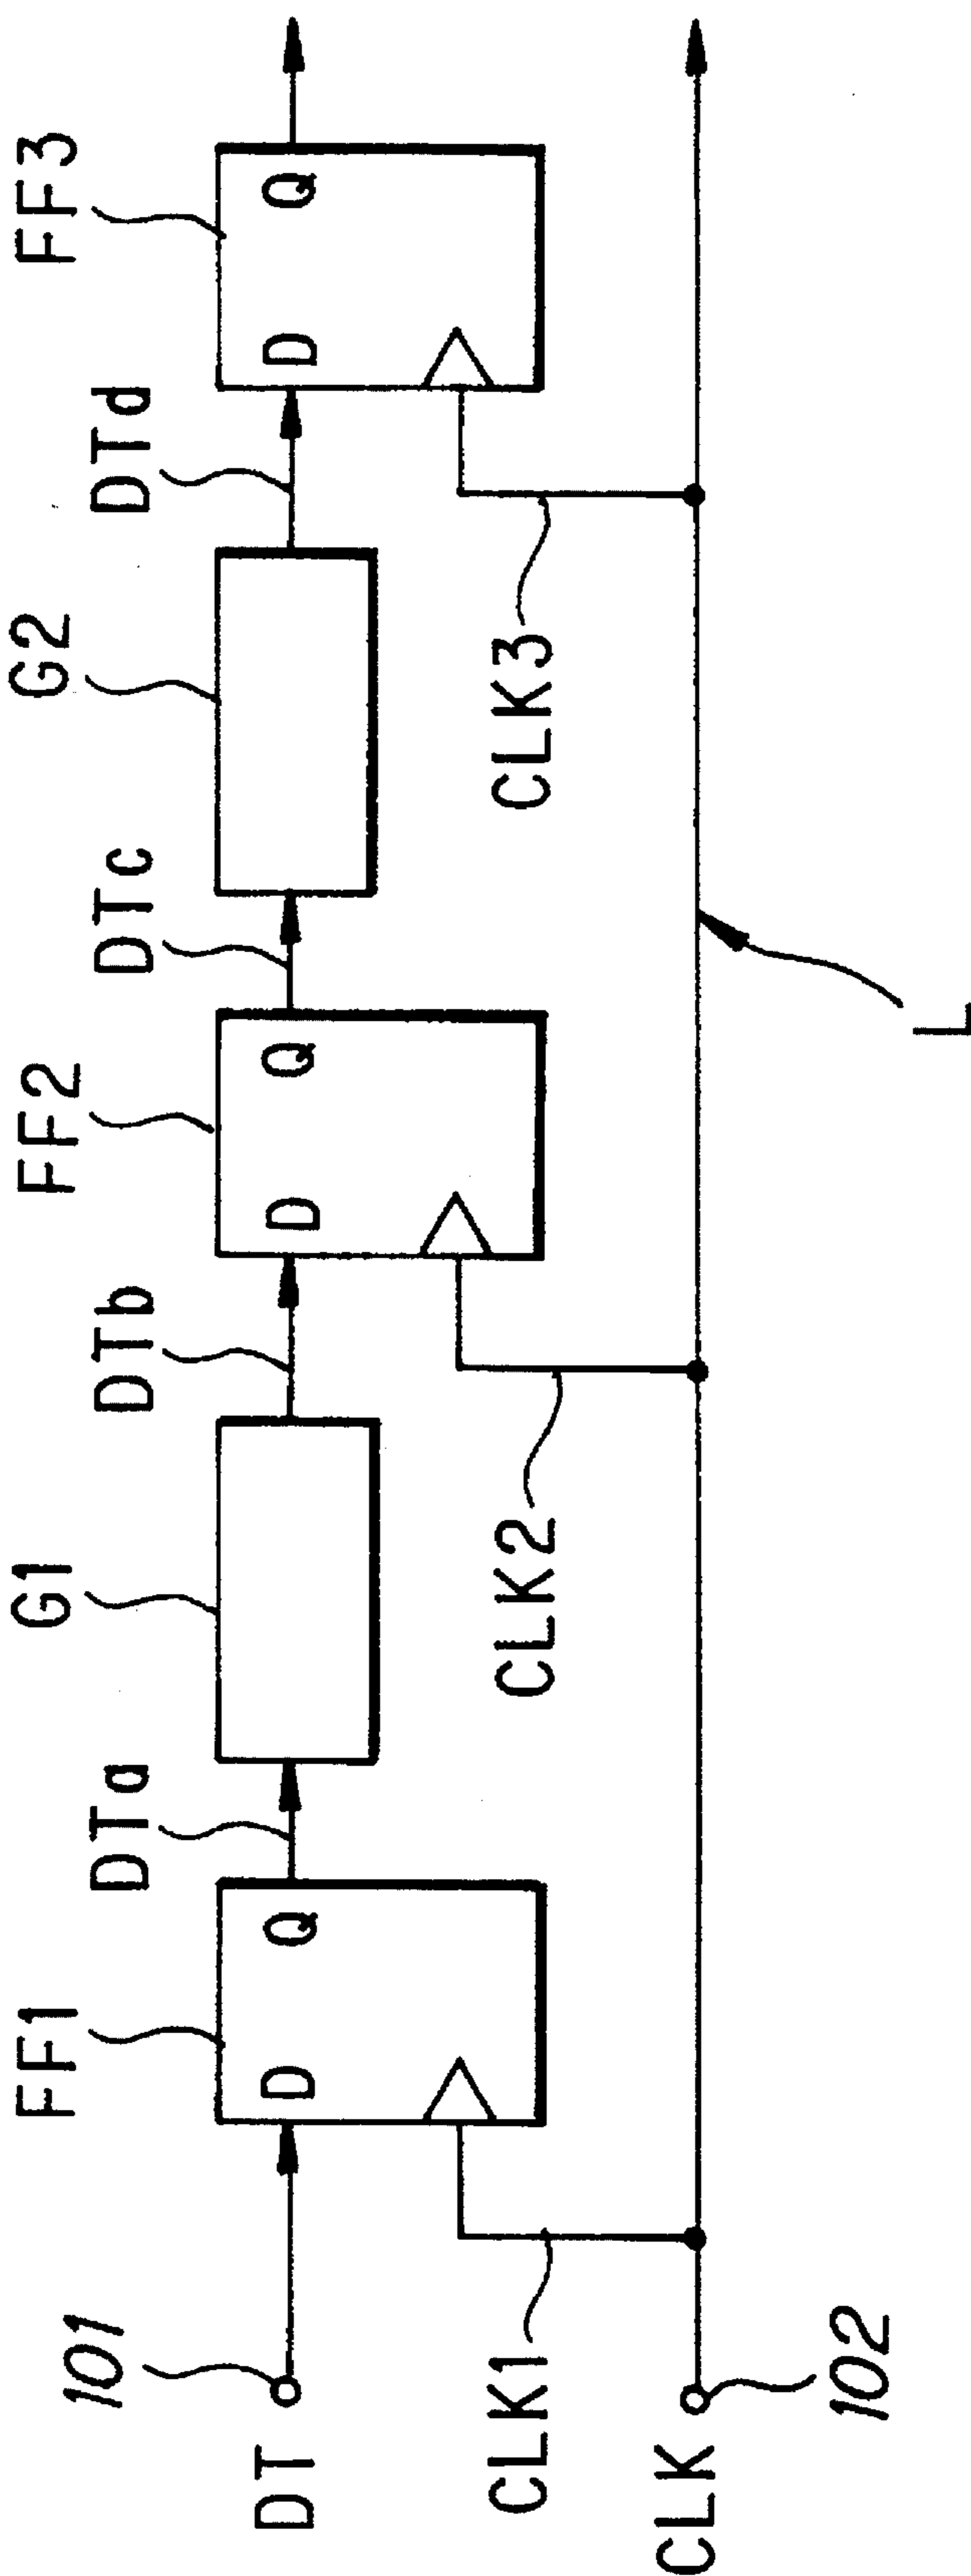 FF1 G1 FF2 G2 FF3
101 DTa DTb DTc DTd
DT D Q D Q D Q
CLK1 CLK2 CLK3
CLK
102 L